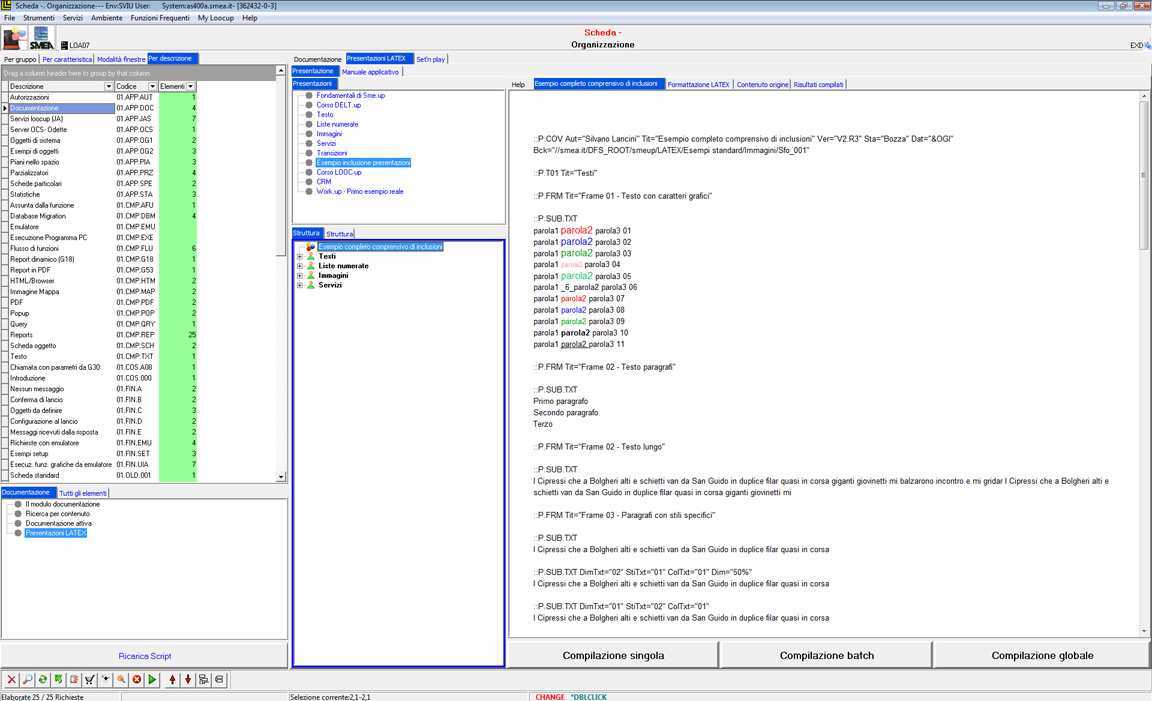 Scheda -. Organizzazione--- Env:SVIU User: System:as400a.smea.it- [362432-0-3]
File Strumenti Servizi Ambiente Funzioni Frequenti My Loocup Help
SMEA
LOA07
Scheda -
Organizzazione
EXD
Per gruppo Per caratteristica Modalità finestre Per descrizione
Drag a column header here to group by that column
Descrizione Codice Elementi
Autorizzazioni 01.APP.AUT 1
Documentazione 01.APP.DOC 4
Servizi loocup (JA) 01.APP.JAS 7
Server OCS- Odette 01.APP.OCS 1
Oggetti di sistema 01.APP.OG1 2
Esempi di oggetti 01.APP.OG2 3
Piani nello spazio 01.APP.PIA 3
Parzializzatori 01.APP.PRZ 4
Schede particolari 01.APP.SPE 2
Statistiche 01.APP.STA 3
Assunta dalla funzione 01.CMP.AFU 1
Database Migration 01.CMP.DBM 4
Emulatore 01.CMP.EMU
Esecuzione Programma PC 01.CMP.EXE
Flusso di funzioni 01.CMP.FLU 6
Report dinamico (G18) 01.CMP.G18 1
Report in PDF 01.CMP.G53 1
HTML/Browser 01.CMP.HTM 2
Immagine Mappa 01.CMP.MAP 2
PDF 01.CMP.PDF 2
Popup 01.CMP.POP 2
Query 01.CMP.QRY 1
Reports 01.CMP.REP 25
Scheda oggetto 01.CMP.SCH 2
Testo 01.CMP.TXT 1
Chiamata con parametri da G30 01.COS.A08 1
Introduzione 01.COS.000 1
Nessun messaggio 01.FIN.A 2
Conferma di lancio 01.FIN.B 2
Oggetti da definire 01.FIN.C 3
Configurazione al lancio 01.FIN.D 2
Messaggi ricevuti dalla risposta 01.FIN.E 2
Richieste con emulatore 01.FIN.EMU 4
Esempi setup 01.FIN.SET 3
Esecuz. funz. grafiche da emulatore 01.FIN.UIA 7
Scheda standard 01.OLD.001 1
Documentazione Tutti gli elementi
Il modulo documentazione
Ricerca per contenuto
Documentazione attiva
Presentazioni LATEX
Ricarica Script
Documentazione Presentazioni LATEX Set'n play
Presentazione Manuale applicativo
Presentazioni
Fondamentali di Sme.up
Corso DELT.up
Testo
Liste numerate
Immagini
Servizi
Transizioni
Esempio inclusione presentazioni
Corso LOOC.up
CRM
Work.up - Primo esempio reale
Struttura Struttura
Esempio completo comprensivo di inclusioni
Testi
Liste numerate
Immagini
Servizi
Help Esempio completo comprensivo di inclusioni Formattazione LATEX Contenuto origine Risultati compilati
::P.COV Aut="Silvano Lancini" Tit="Esempio completo comprensivo di inclusioni" Ver="V2.R3" Sta="Bozza" Dat="&OGI"
Bck="//smea.it/DFS_ROOT/smeup/LATEX/Esempi standard/Immagini/Sfo_001"
::P.T01 Tit="Testi"
::P.FRM Tit="Frame 01 - Testo con caratteri grafici"
::P.SUB.TXT
parola1 parola2 parola3 01
parola1 parola2 parola3 02
parola1 parola2 parola3 03
parola1 parola2 parola3 04
parola1 parola2 parola3 05
parola1 _6_parola2 parola3 06
parola1 parola2 parola3 07
parola1 parola2 parola3 08
parola1 parola2 parola3 09
parola1 parola2 parola3 10
parola1 parola2 parola3 11
::P.FRM Tit="Frame 02 - Testo paragrafi"
::P.SUB.TXT
Primo paragrafo
Secondo paragrafo
Terzo
::P.FRM Tit="Frame 02 - Testo lungo"
::P.SUB.TXT
I Cipressi che a Bolgheri alti e schietti van da San Guido in duplice filar quasi in corsa giganti giovinetti mi balzarono incontro e mi gridar I Cipressi che a Bolgheri alti e
schietti van da San Guido in duplice filar quasi in corsa giganti giovinetti mi
::P.FRM Tit="Frame 03 - Paragrafi con stili specifici"
::P.SUB.TXT
I Cipressi che a Bolgheri alti e schietti van da San Guido in duplice filar quasi in corsa
::P.SUB.TXT DimTxt="02" StiTxt="01" ColTxt="01" Dim="50%"
I Cipressi che a Bolgheri alti e schietti van da San Guido in duplice filar quasi in corsa
::P.SUB.TXT DimTxt="01" StiTxt="02" ColTxt="01"
I Cipressi che a Bolgheri alti e schietti van da San Guido in duplice filar quasi in corsa
Compilazione singola Compilazione batch Compilazione globale
Elaborate 25 / 25 Richieste Selezione corrente:2,1-2,1 CHANGE *DBLCLICK